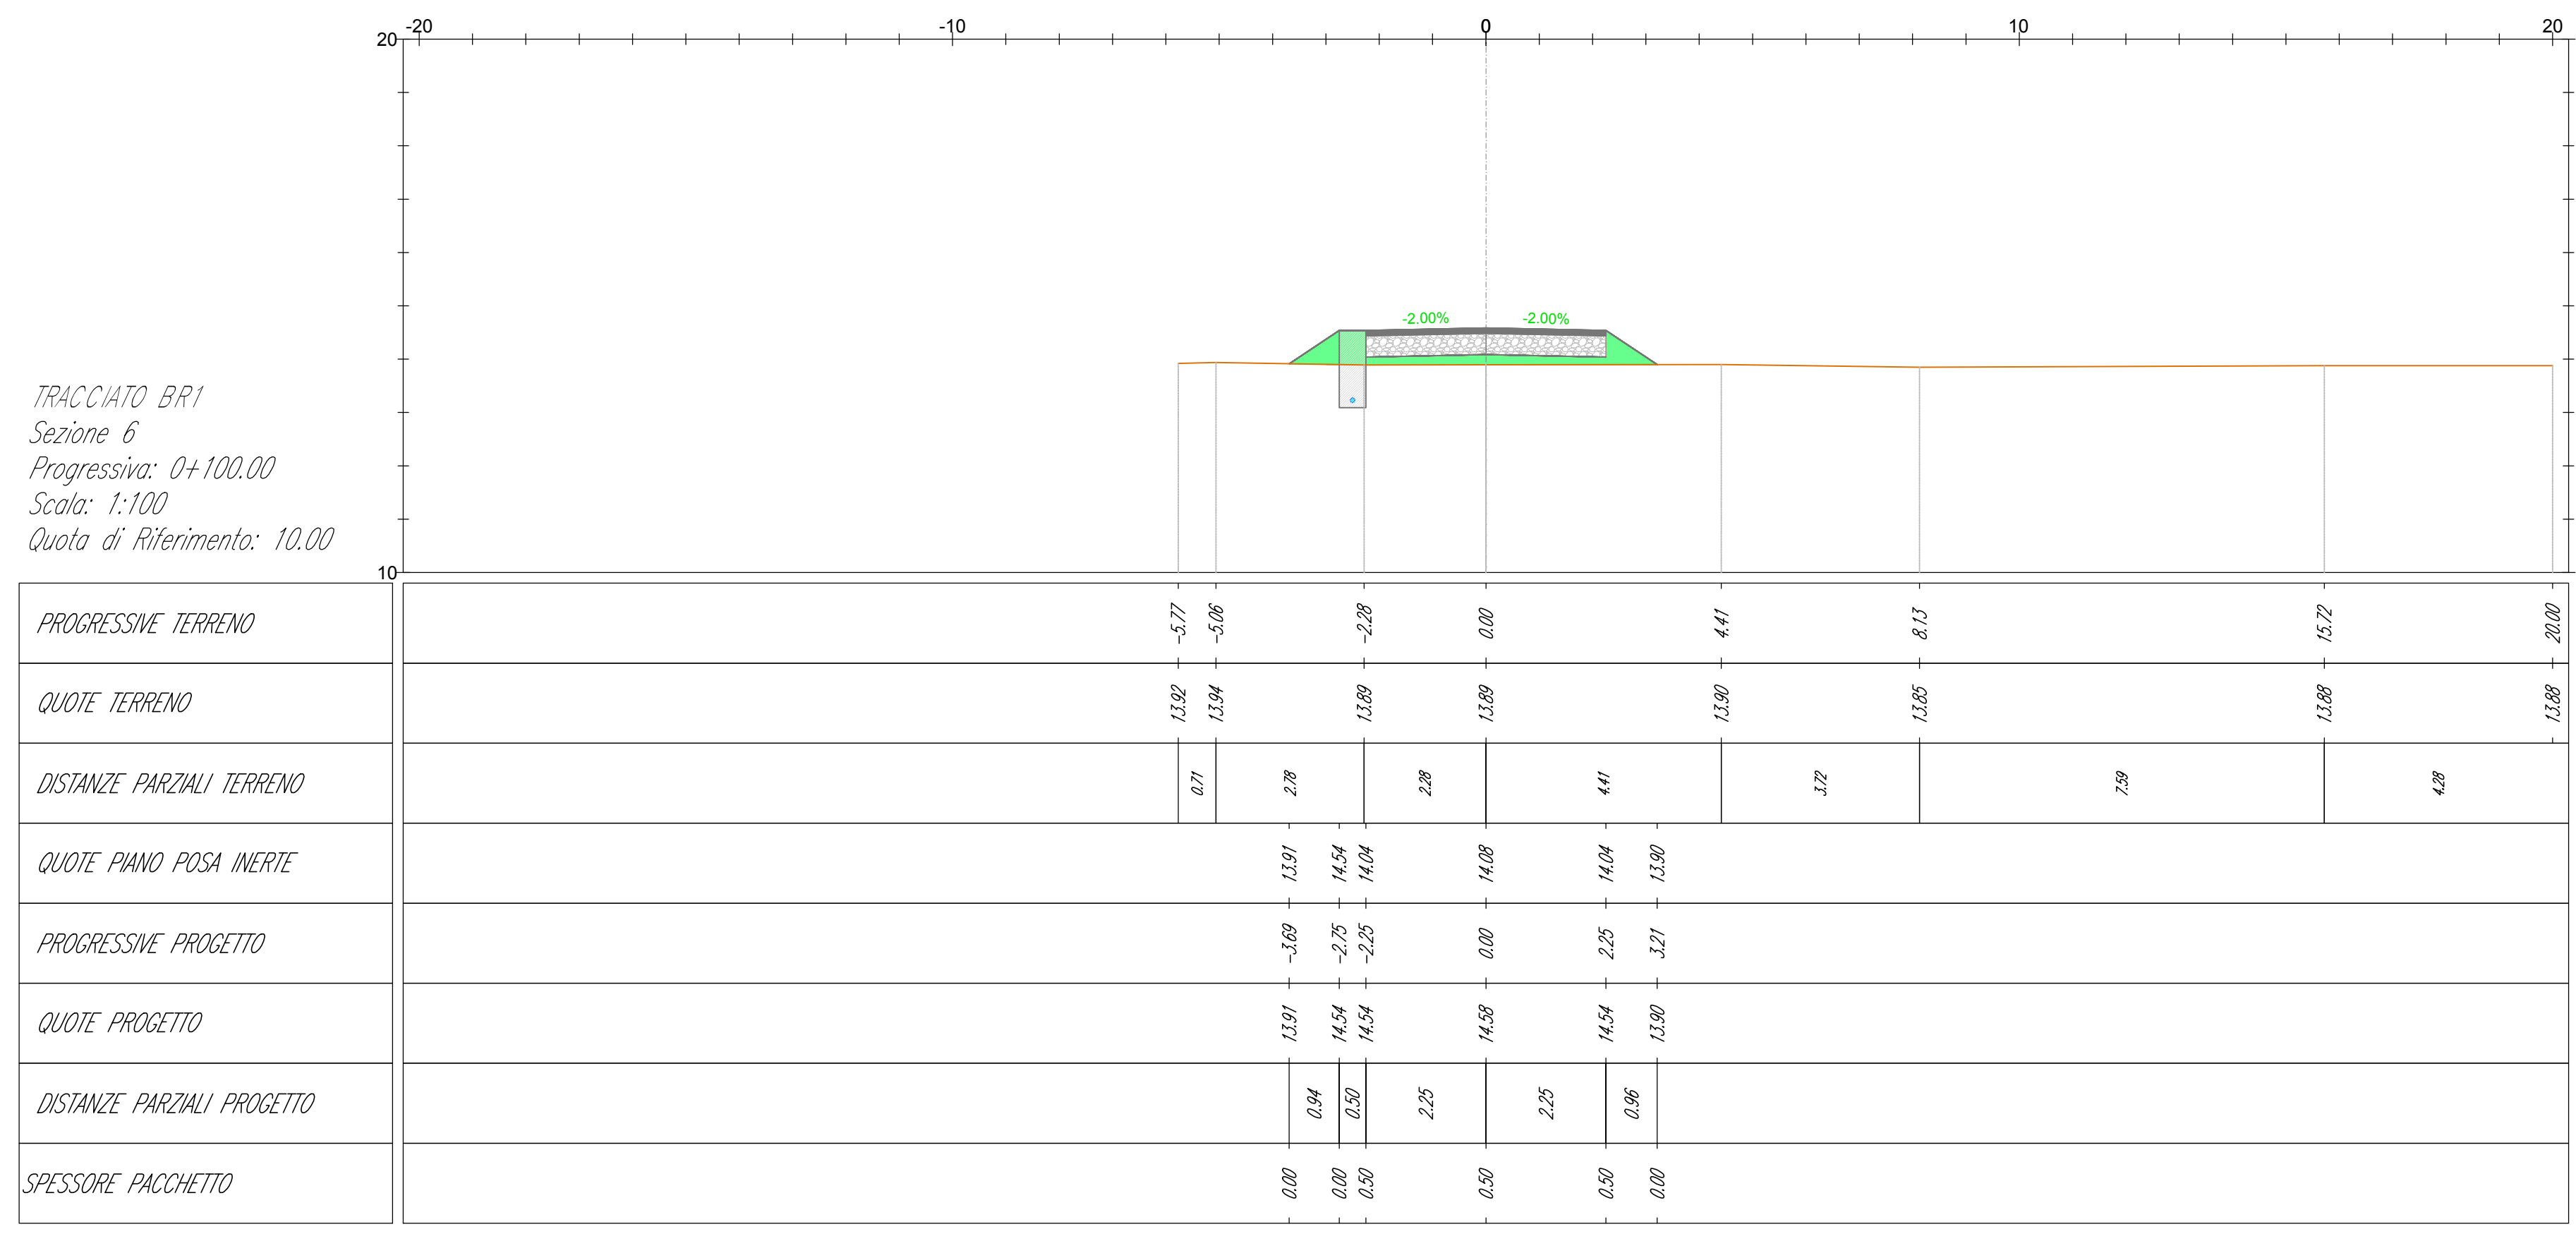 -20 -10 0 10 20
20
-2.00% -2.00%
TRACCIATO BR1
Sezione 6
Progressiva: 0+100.00
Scala: 1:100
Quota di Riferimento: 10.00
10
PROGRESSIVE TERRENO -5.77 -5.06 -2.28 0.00 4.41 8.13 15.72 20.00
QUOTE TERRENO 13.92 13.94 13.89 13.89 13.90 13.85 13.88 13.88
DISTANZE PARZIALI TERRENO 0.71 2.78 2.28 4.41 3.72 7.59 4.28
QUOTE PIANO POSA INERTE 13.91 14.54 14.04 14.08 14.04 13.90
PROGRESSIVE PROGETTO -3.69 -2.75 -2.25 0.00 2.25 3.21
QUOTE PROGETTO 13.91 14.54 14.54 14.58 14.54 13.90
DISTANZE PARZIALI PROGETTO 0.94 0.50 2.25 2.25 0.96
SPESSORE PACCHETTO 0.00 0.00 0.50 0.50 0.50 0.00